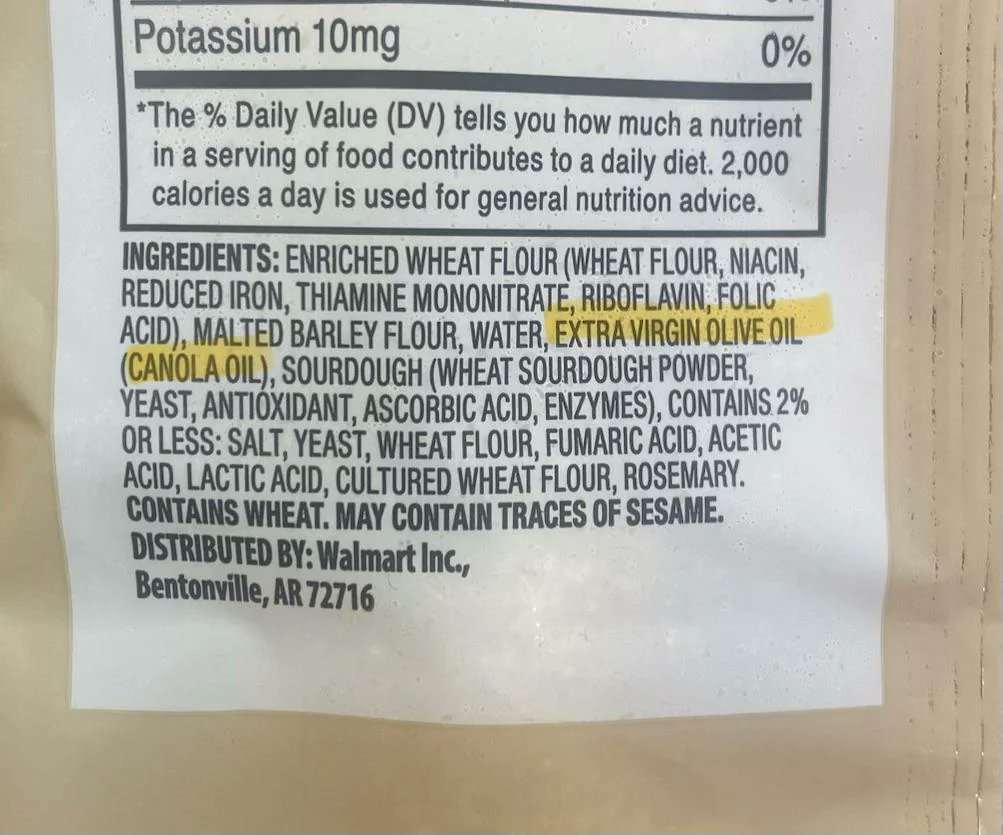 Potassium 10mg 0%
*The % Daily Value (DV) tells you how much a nutrient
in a serving of food contributes to a daily diet. 2,000
calories a day is used for general nutrition advice.
INGREDIENTS: ENRICHED WHEAT FLOUR (WHEAT FLOUR, NIACIN,
REDUCED IRON, THIAMINE MONONITRATE, RIBOFLAVIN, FOLIC
ACID), MALTED BARLEY FLOUR, WATER, EXTRA VIRGIN OLIVE OIL
(CANOLA OIL), SOURDOUGH (WHEAT SOURDOUGH POWDER,
YEAST, ANTIOXIDANT, ASCORBIC ACID, ENZYMES), CONTAINS 2%
OR LESS: SALT, YEAST, WHEAT FLOUR, FUMARIC ACID, ACETIC
ACID, LACTIC ACID, CULTURED WHEAT FLOUR, ROSEMARY.
CONTAINS WHEAT. MAY CONTAIN TRACES OF SESAME.
DISTRIBUTED BY: Walmart Inc.,
Bentonville, AR 72716